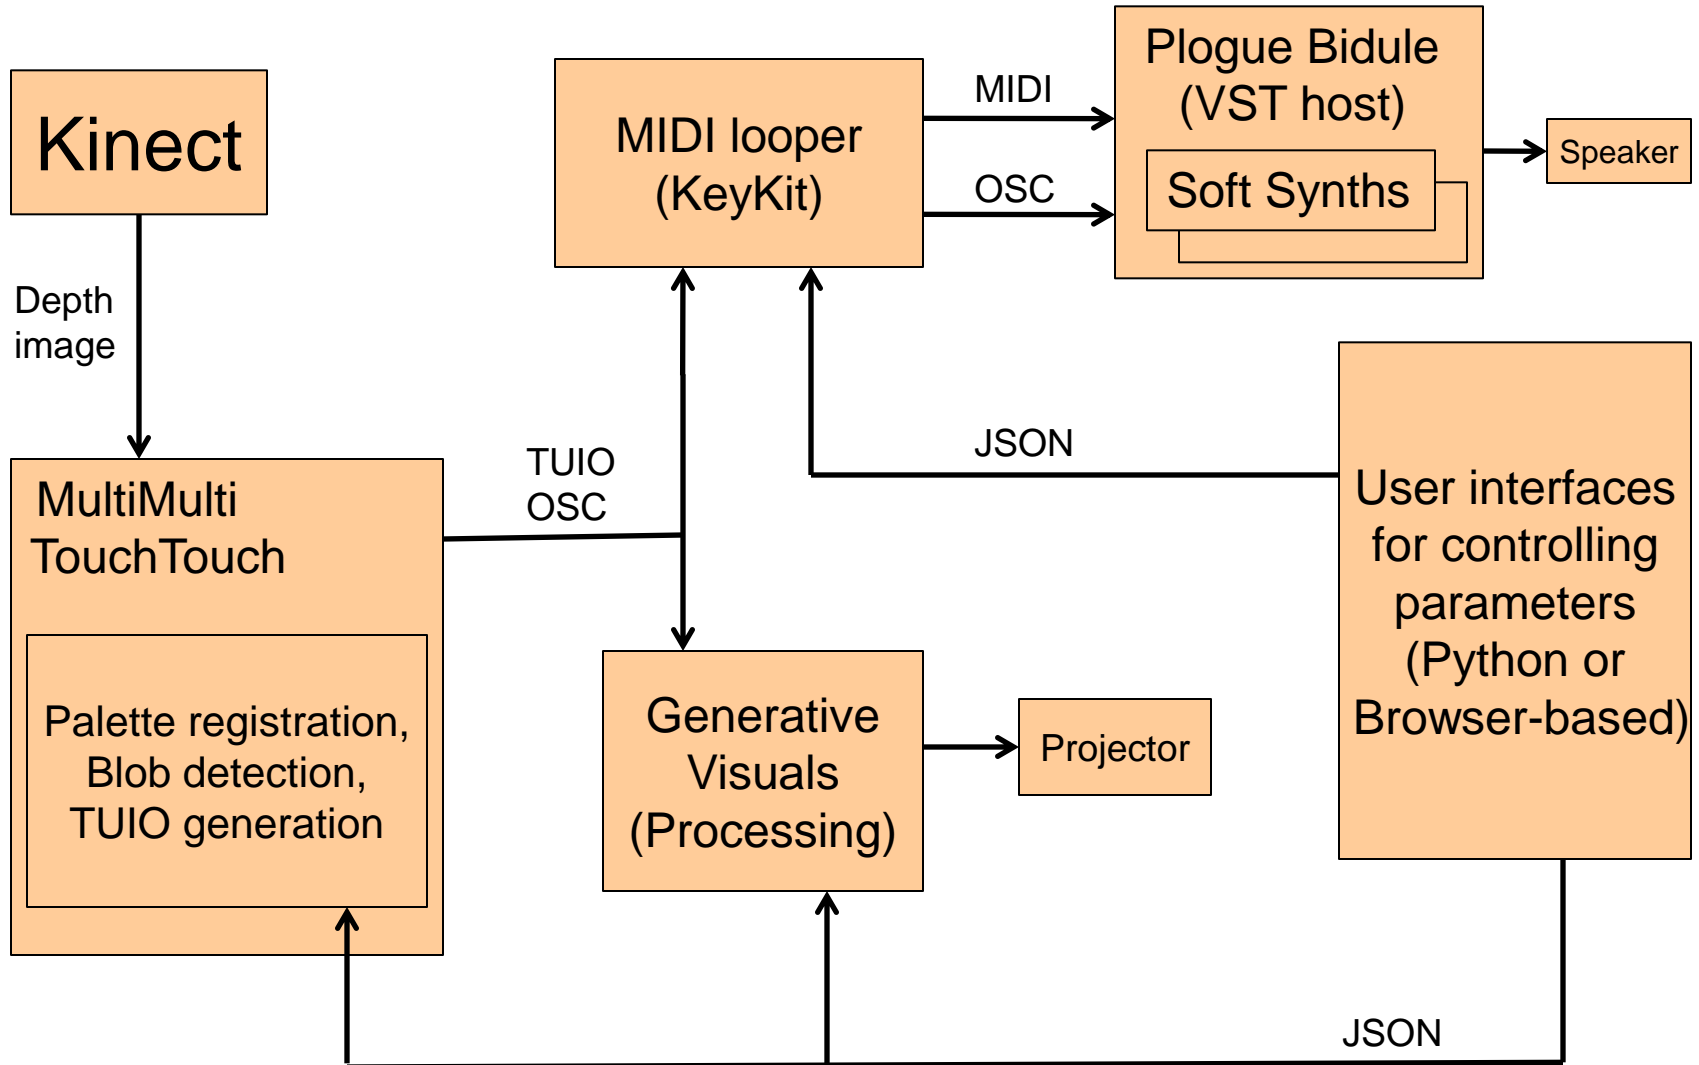 Kinect
Depth
image
MultiMulti
TouchTouch
Palette registration,
Blob detection,
TUIO generation
TUIO
OSC
MIDI looper
(KeyKit)
MIDI
OSC
Plogue Bidule
(VST host)
Soft Synths
Speaker
JSON
Generative
Visuals
(Processing)
Projector
User interfaces
for controlling
parameters
(Python or
Browser-based)
JSON